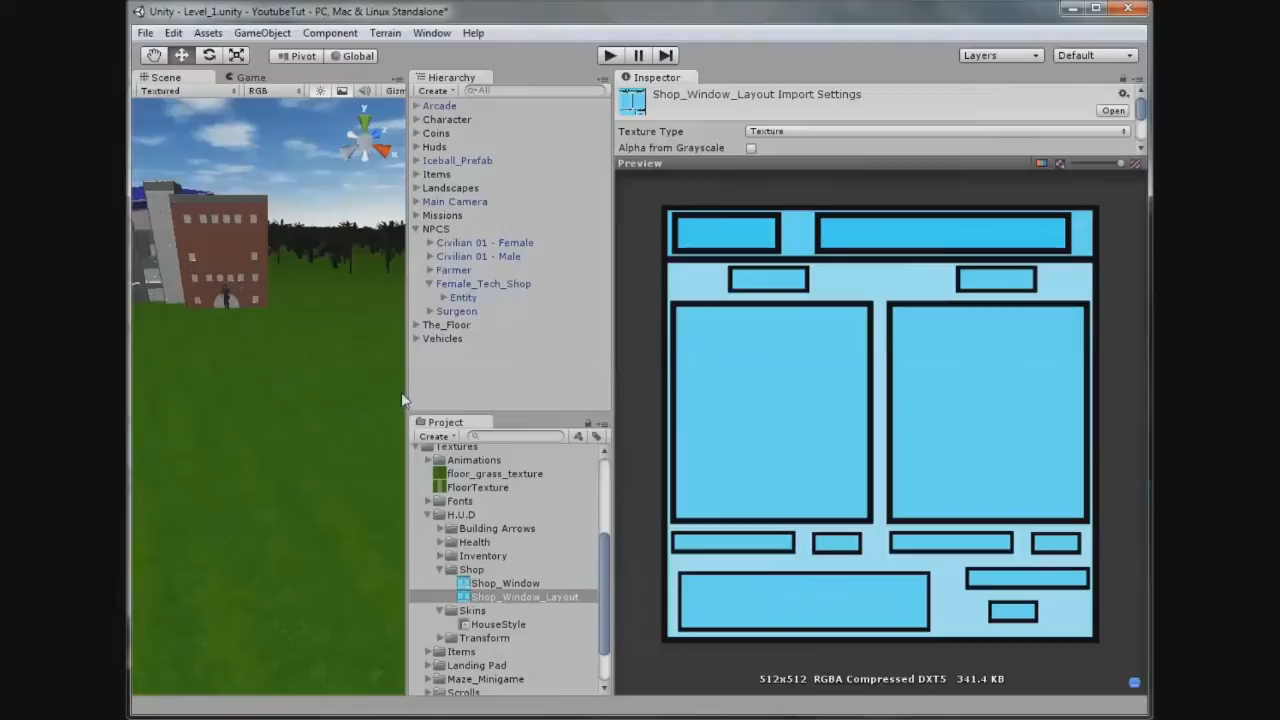 Unity - Level_1.unity - YoutubeTut - PC, Mac & Linux Standalone*
File Edit Assets GameObject Component Terrain Window Help
Pivot Global Layers Default
Scene Game Hierarchy Inspector
Textured RGB Gizm Create All
Shop_Window_Layout Import Settings
Open
Texture Type Texture
Alpha from Grayscale
Preview
y
z
x
Arcade
Character
Coins
Huds
Iceball_Prefab
Items
Landscapes
Main Camera
Missions
NPCS
Civilian 01 - Female
Civilian 01 - Male
Farmer
Female_Tech_Shop
Entity
Surgeon
The_Floor
Vehicles
Project
Create
Textures
Animations
floor_grass_texture
FloorTexture
Fonts
H.U.D
Building Arrows
Health
Inventory
Shop
Shop_Window
Shop_Window_Layout
Skins
HouseStyle
Transform
Items
Landing Pad
Maze_Minigame
Scrolls
512x512 RGBA Compressed DXT5 341.4 KB